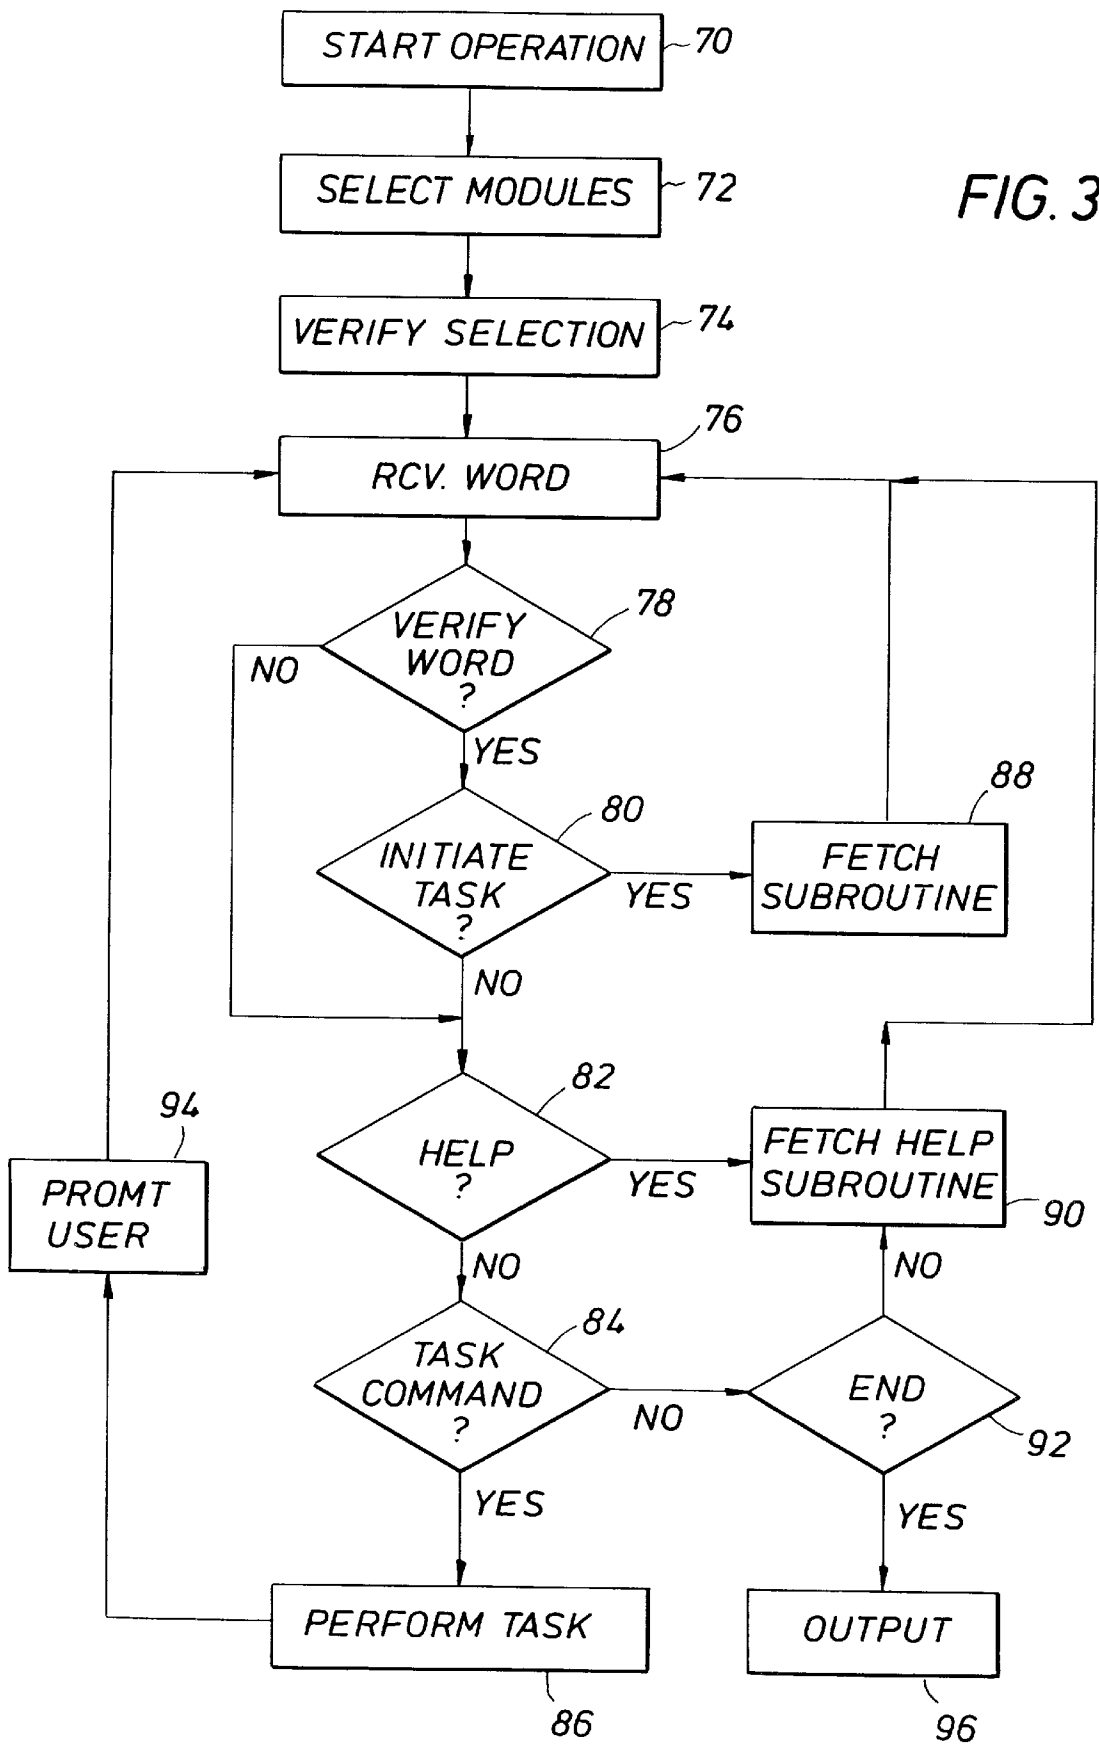 START OPERATION
70
SELECT MODULES
72
FIG. 3
VERIFY SELECTION
74
76
RCV. WORD
78
VERIFY
WORD
?
NO
YES
80
88
INITIATE
TASK
?
YES
FETCH
SUBROUTINE
NO
82
94
HELP
?
YES
FETCH HELP
SUBROUTINE
90
PROMT
USER
NO
NO
84
TASK
COMMAND
?
NO
END
?
92
YES
YES
PERFORM TASK
OUTPUT
86
96